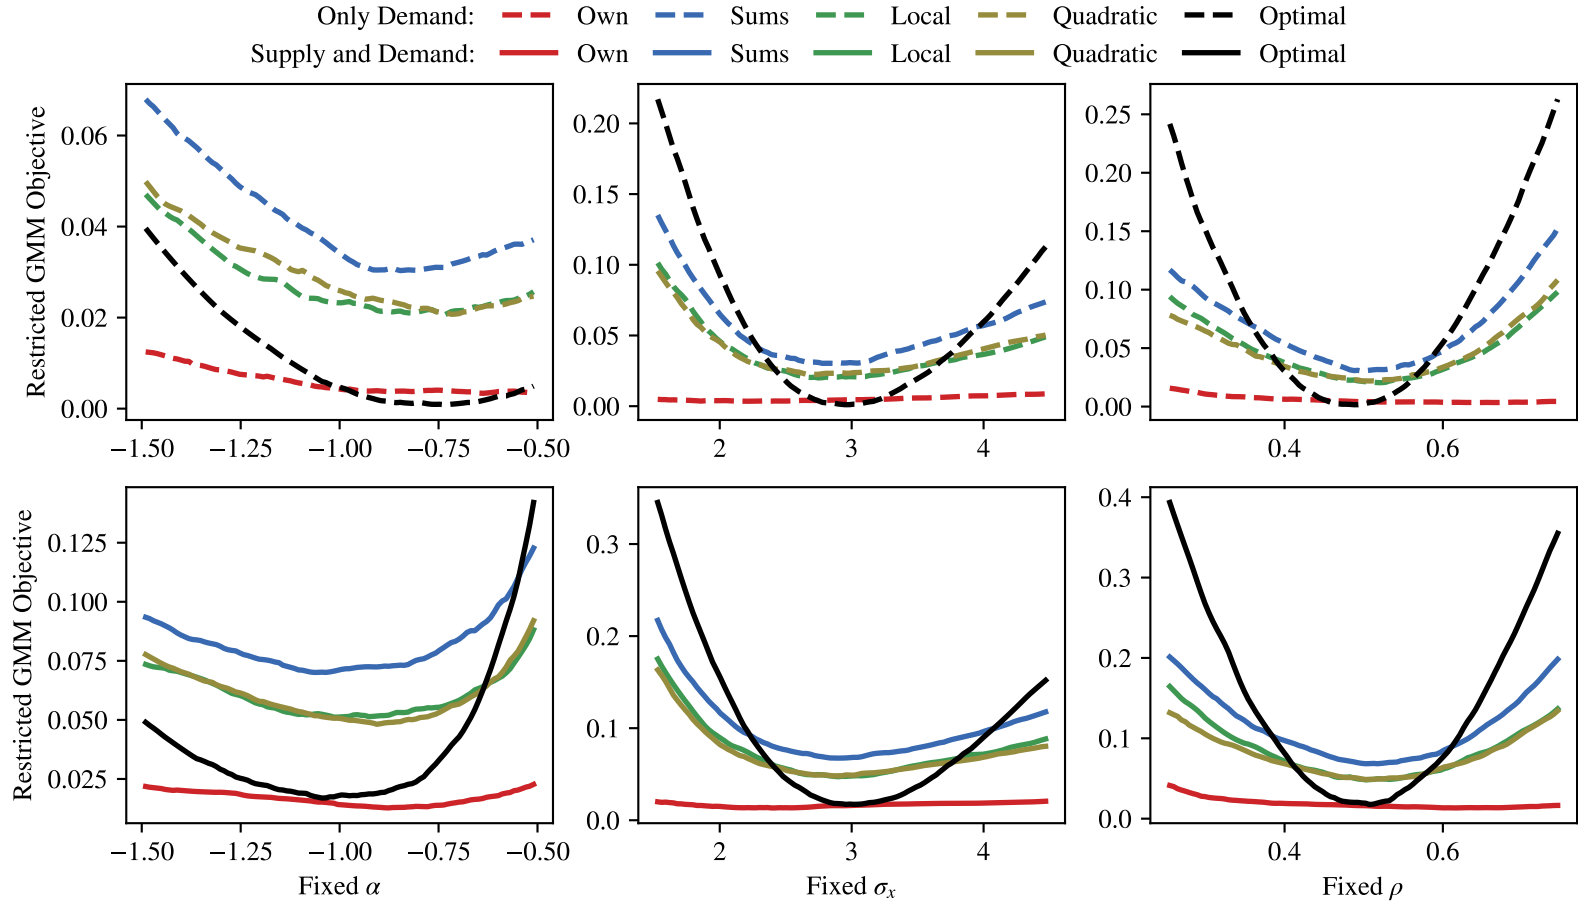 Only Demand: Own Sums Local Quadratic Optimal
Supply and Demand: Own Sums Local Quadratic Optimal
Restricted GMM Objective
0.06
0.04
0.02
0.00
−1.50 −1.25 −1.00 −0.75 −0.50
0.20
0.15
0.10
0.05
0.00
2 3 4
0.25
0.20
0.15
0.10
0.05
0.00
0.4 0.6
Restricted GMM Objective
0.125
0.100
0.075
0.050
0.025
−1.50 −1.25 −1.00 −0.75 −0.50
Fixed α
0.3
0.2
0.1
0.0
2 3 4
Fixed σₓ
0.4
0.3
0.2
0.1
0.0
0.4 0.6
Fixed ρ